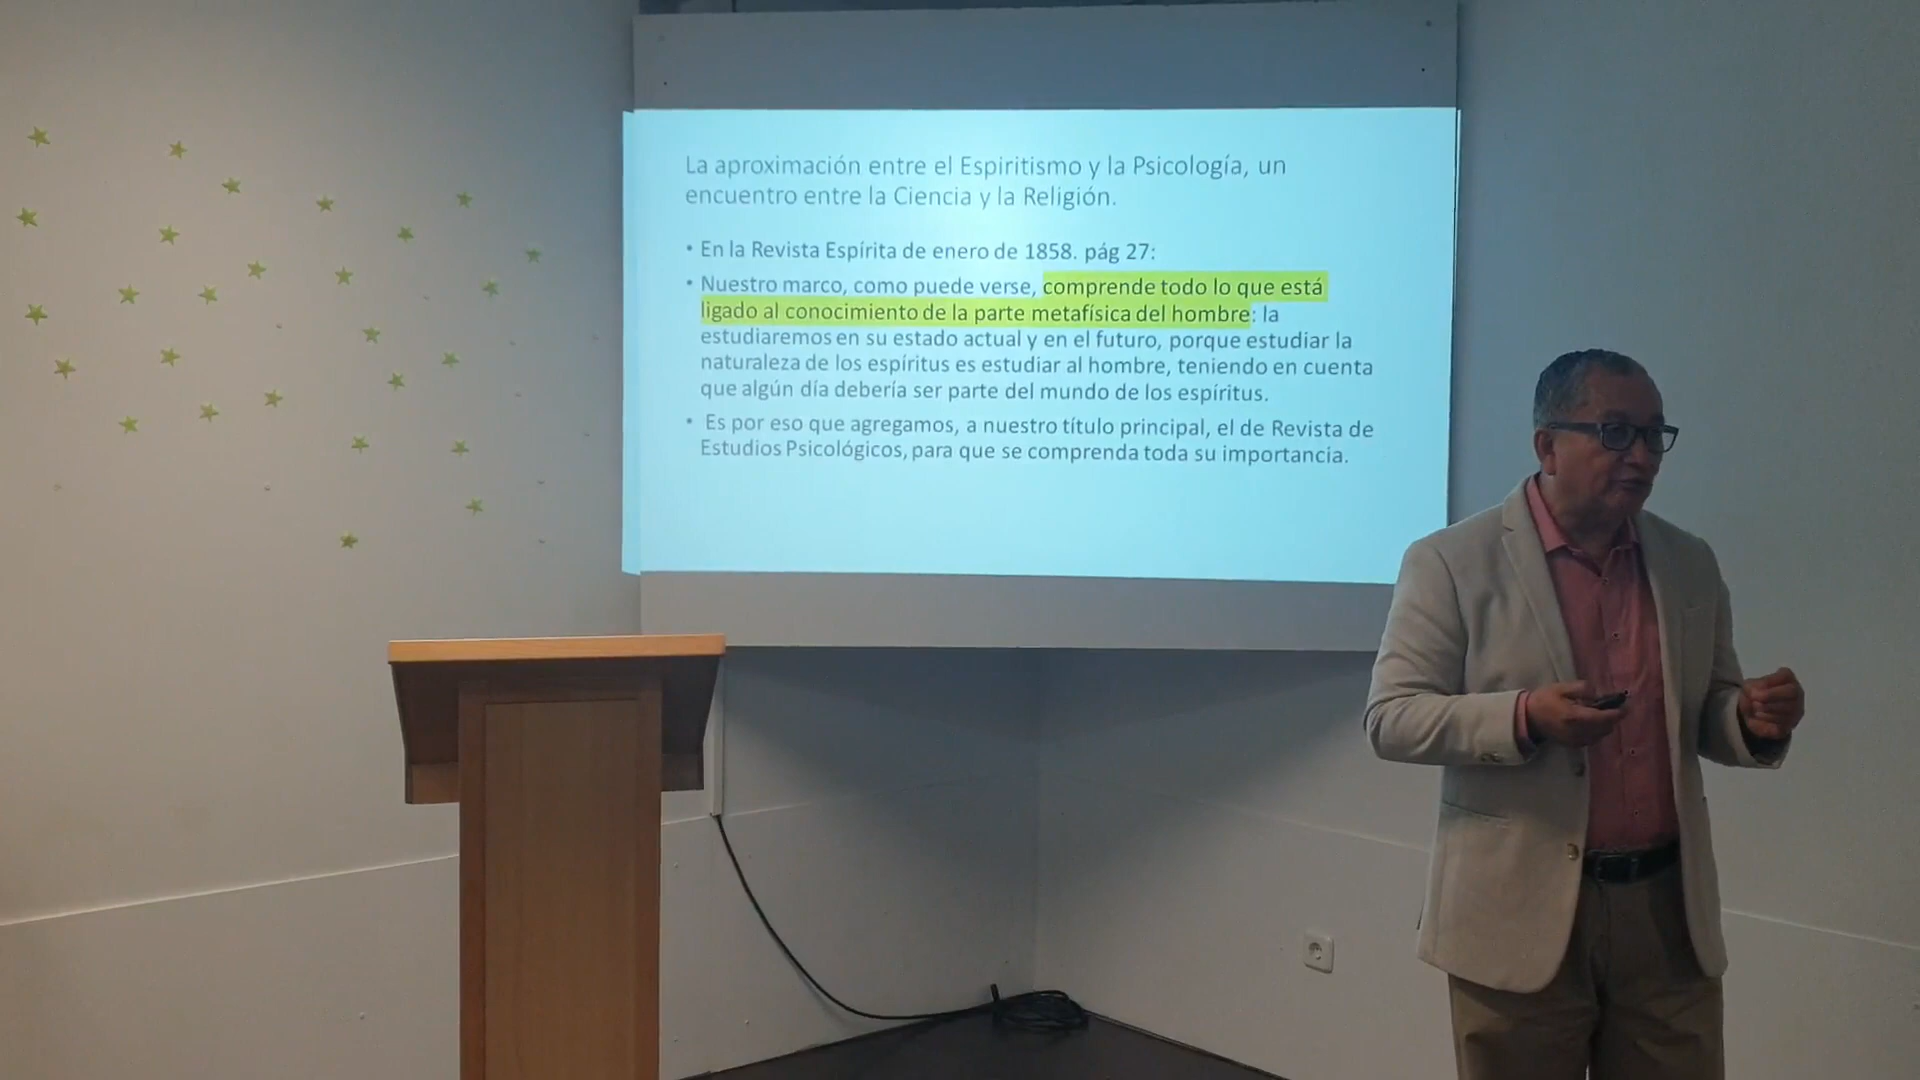 La aproximación entre el Espiritismo y la Psicología, un
encuentro entre la Ciencia y la Religión.
• En la Revista Espírita de enero de 1858. pág 27:
• Nuestro marco, como puede verse, comprende todo lo que está
ligado al conocimiento de la parte metafísica del hombre: la
estudiaremos en su estado actual y en el futuro, porque estudiar la
naturaleza de los espíritus es estudiar al hombre, teniendo en cuenta
que algún día debería ser parte del mundo de los espíritus.
• Es por eso que agregamos, a nuestro título principal, el de Revista de
Estudios Psicológicos, para que se comprenda toda su importancia.